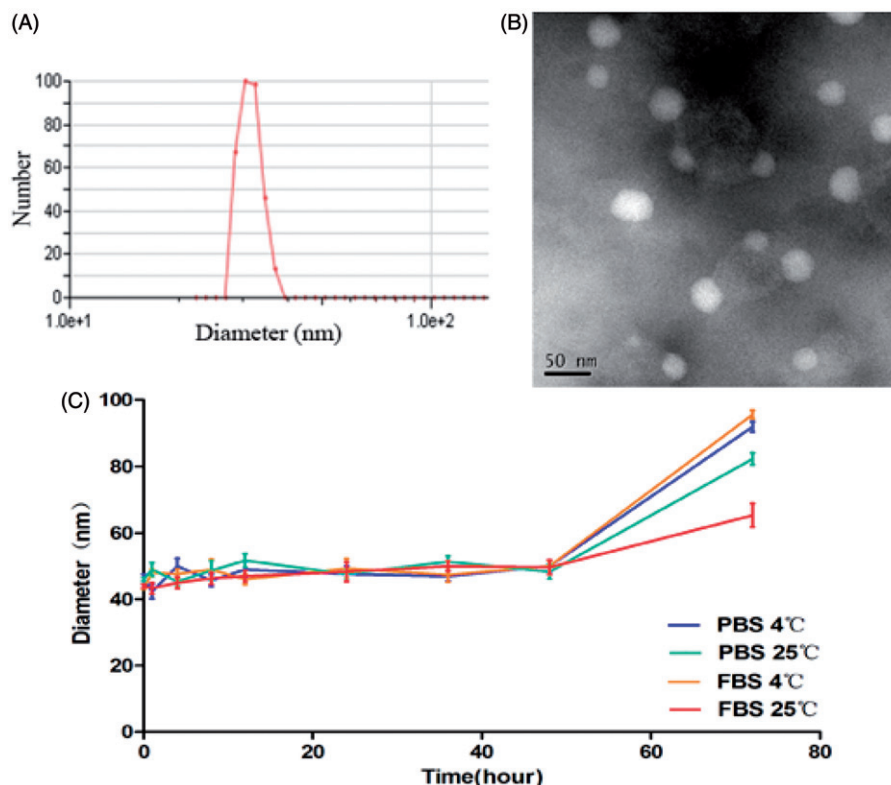 (A)
Number
100
80
60
40
20
0
1.0e+1
1.0e+2
Diameter (nm)
(B)
50 nm
(C)
Diameter (nm)
100
80
60
40
20
0
0
20
40
60
80
Time(hour)
PBS 4℃
PBS 25℃
FBS 4℃
FBS 25℃